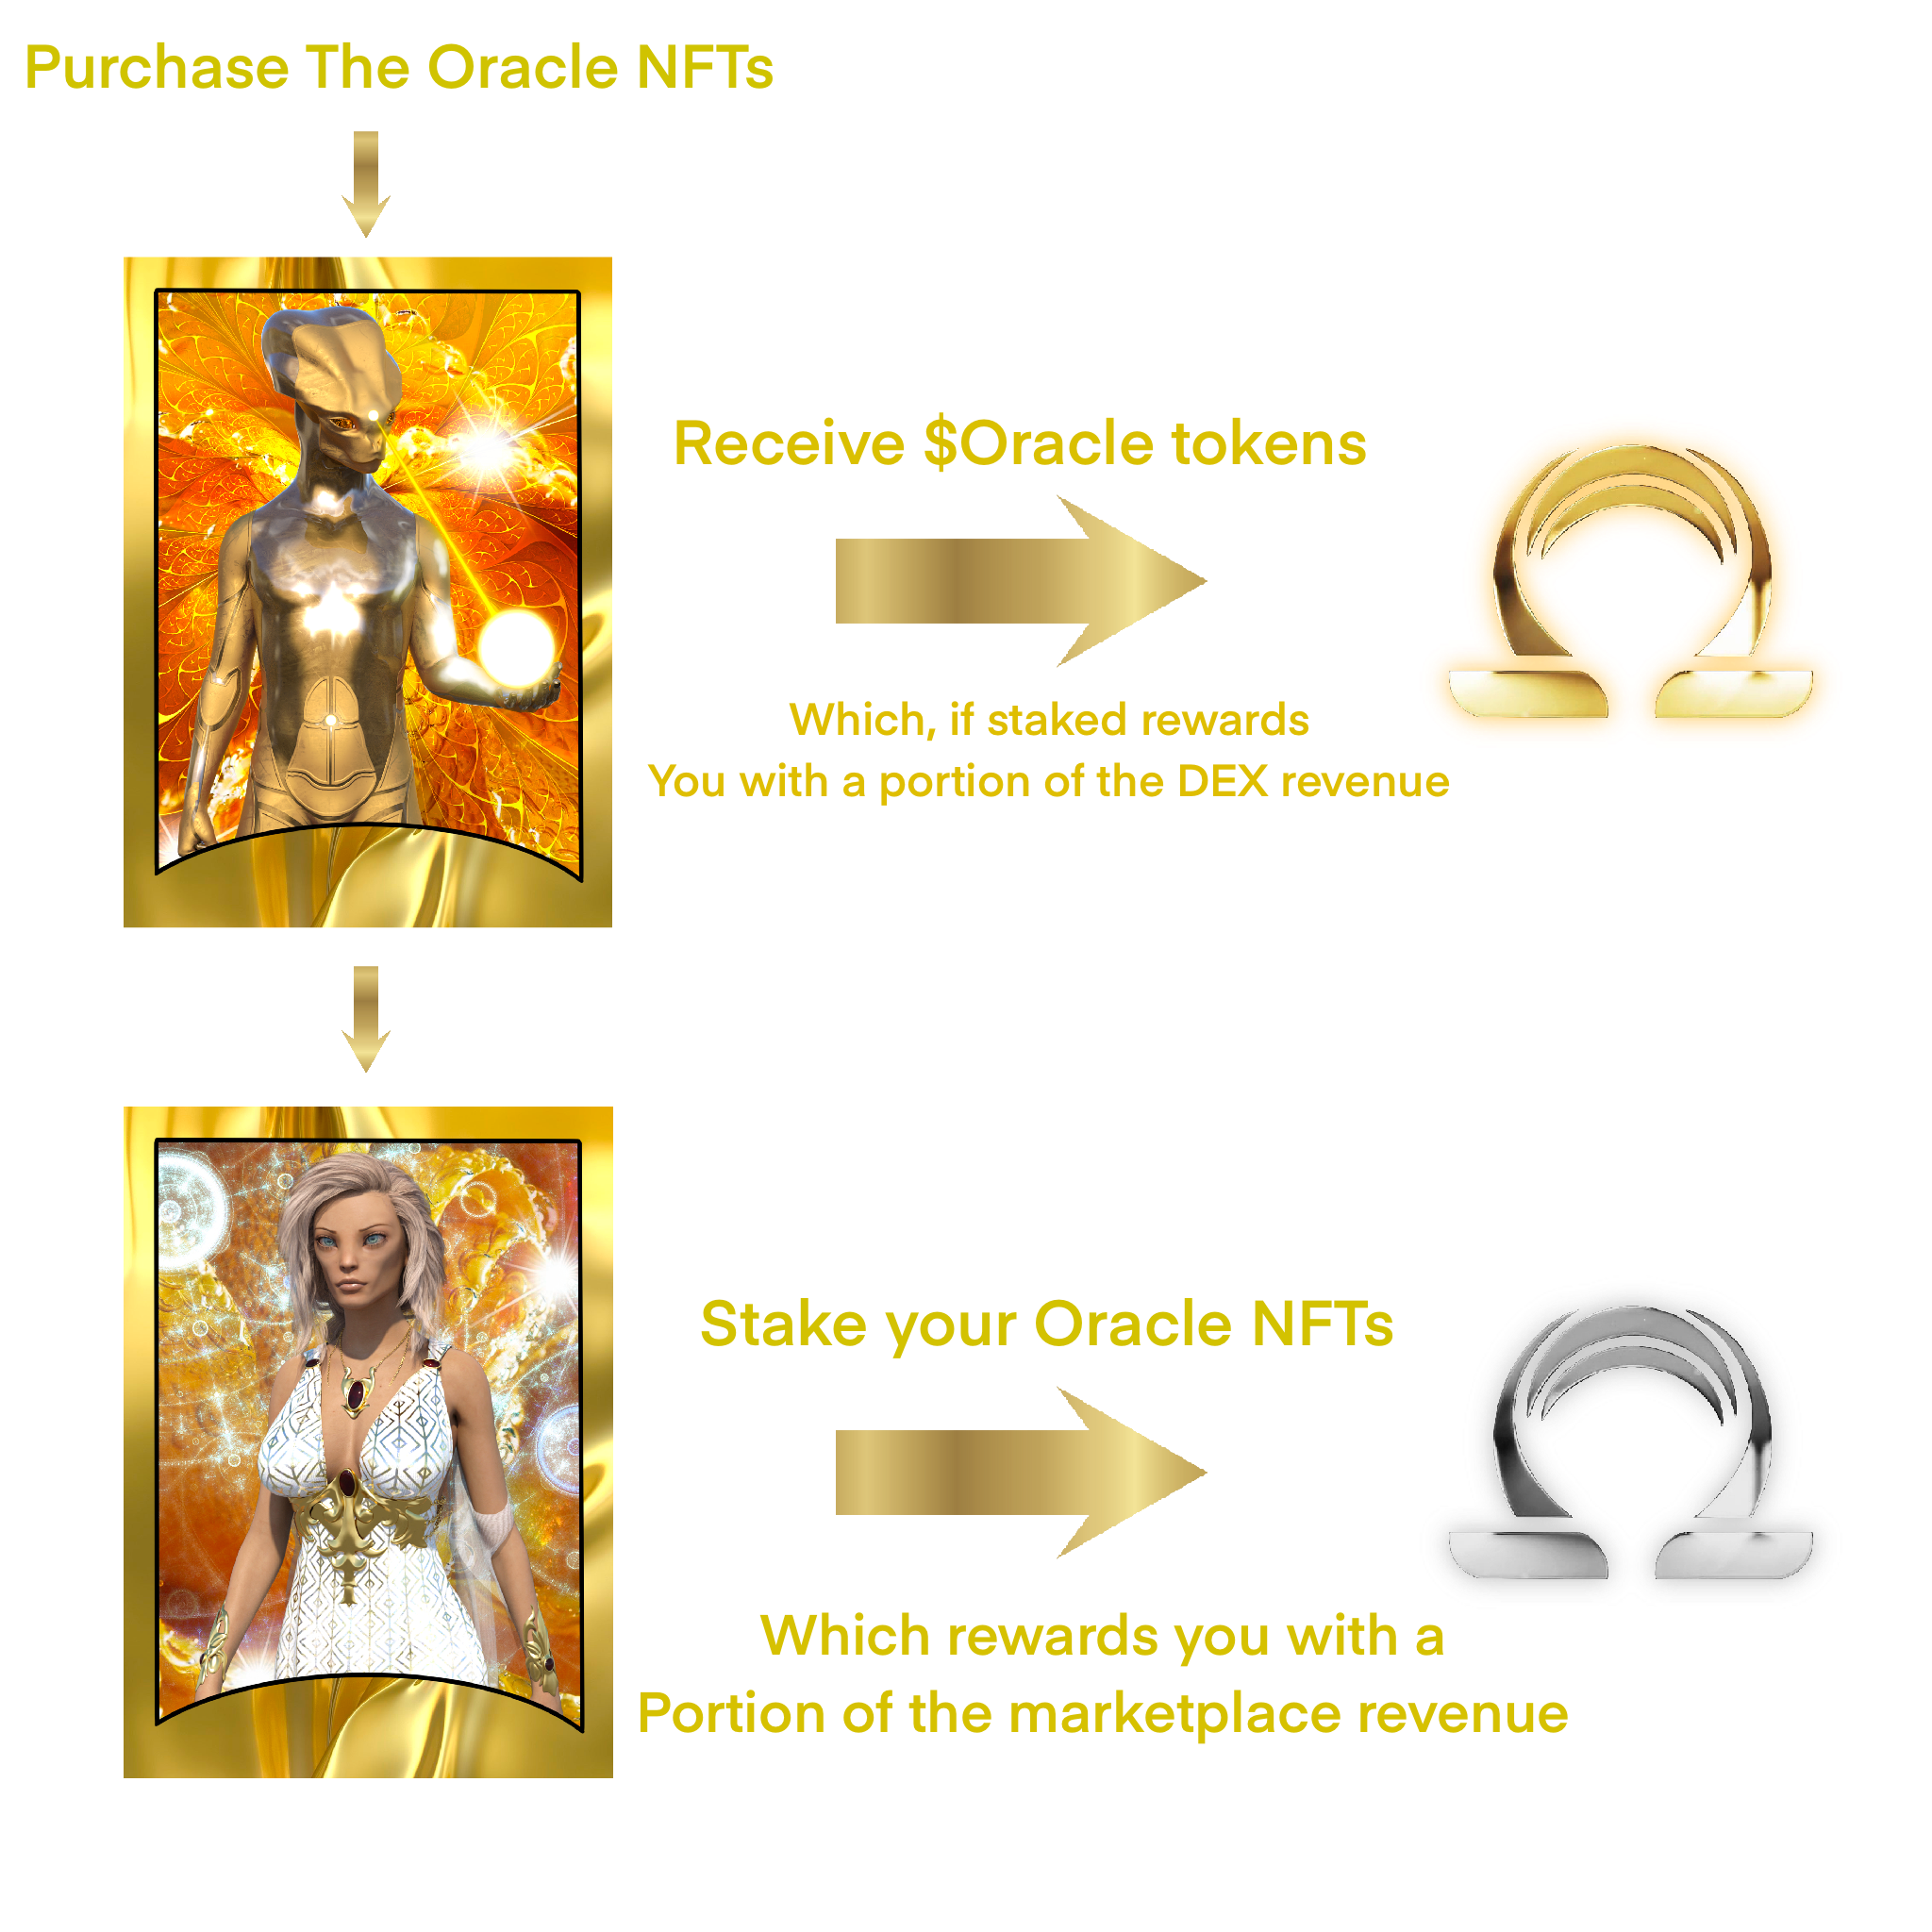 Purchase The Oracle NFTs
Receive $Oracle tokens
Which, if staked rewards
You with a portion of the DEX revenue
Stake your Oracle NFTs
Which rewards you with a
Portion of the marketplace revenue